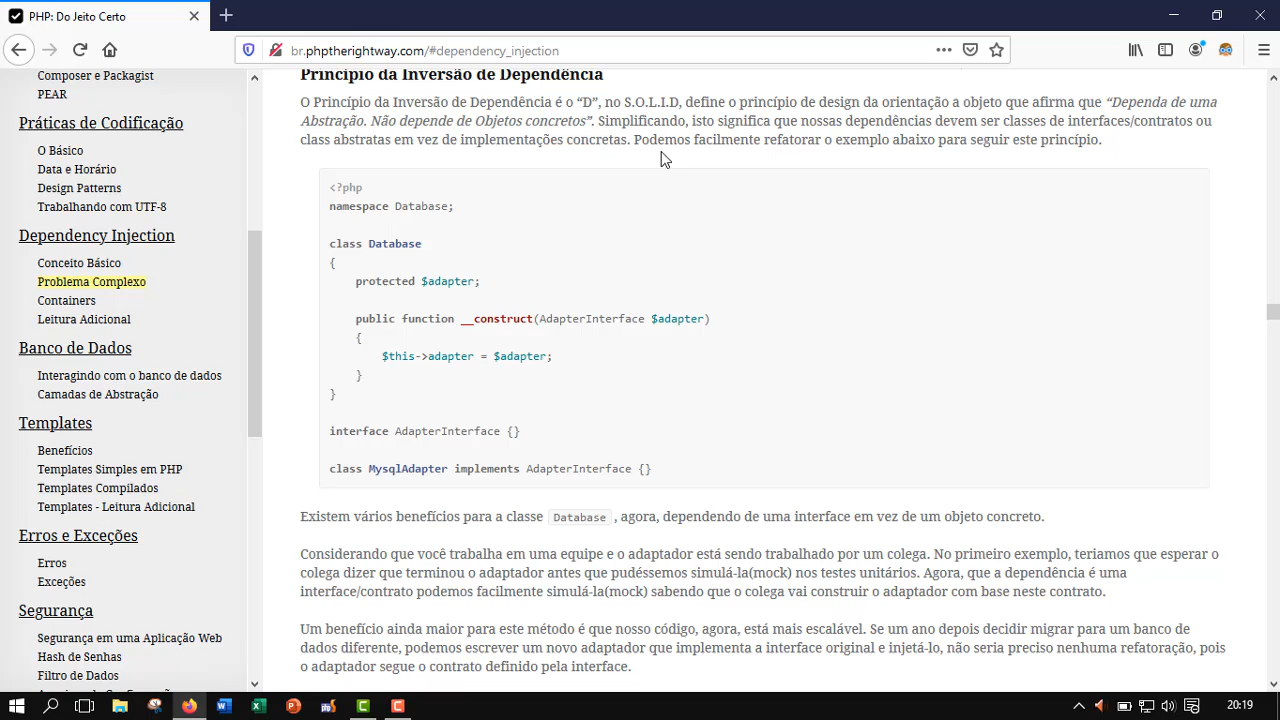 PHP: Do Jeito Certo
br.phptherightway.com/#dependency_injection
Composer e Packagist
PEAR
Práticas de Codificação
O Básico
Data e Horário
Design Patterns
Trabalhando com UTF-8
Dependency Injection
Conceito Básico
Problema Complexo
Containers
Leitura Adicional
Banco de Dados
Interagindo com o banco de dados
Camadas de Abstração
Templates
Benefícios
Templates Simples em PHP
Templates Compilados
Templates - Leitura Adicional
Erros e Exceções
Erros
Exceções
Segurança
Segurança em uma Aplicação Web
Hash de Senhas
Filtro de Dados
Princípio da Inversão de Dependência
O Princípio da Inversão de Dependência é o “D”, no S.O.L.I.D, define o princípio de design da orientação a objeto que afirma que “Dependa de uma
Abstração. Não depende de Objetos concretos”. Simplificando, isto significa que nossas dependências devem ser classes de interfaces/contratos ou
class abstratas em vez de implementações concretas. Podemos facilmente refatorar o exemplo abaixo para seguir este princípio.
<?php
namespace Database;
class Database
{
protected $adapter;
public function __construct(AdapterInterface $adapter)
{
$this->adapter = $adapter;
}
}
interface AdapterInterface {}
class MysqlAdapter implements AdapterInterface {}
Existem vários benefícios para a classe Database, agora, dependendo de uma interface em vez de um objeto concreto.
Considerando que você trabalha em uma equipe e o adaptador está sendo trabalhado por um colega. No primeiro exemplo, teriamos que esperar o
colega dizer que terminou o adaptador antes que pudéssemos simulá-la(mock) nos testes unitários. Agora, que a dependência é uma
interface/contrato podemos facilmente simulá-la(mock) sabendo que o colega vai construir o adaptador com base neste contrato.
Um benefício ainda maior para este método é que nosso código, agora, está mais escalável. Se um ano depois decidir migrar para um banco de
dados diferente, podemos escrever um novo adaptador que implementa a interface original e injetá-lo, não seria preciso nenhuma refatoração, pois
o adaptador segue o contrato definido pela interface.
20:19